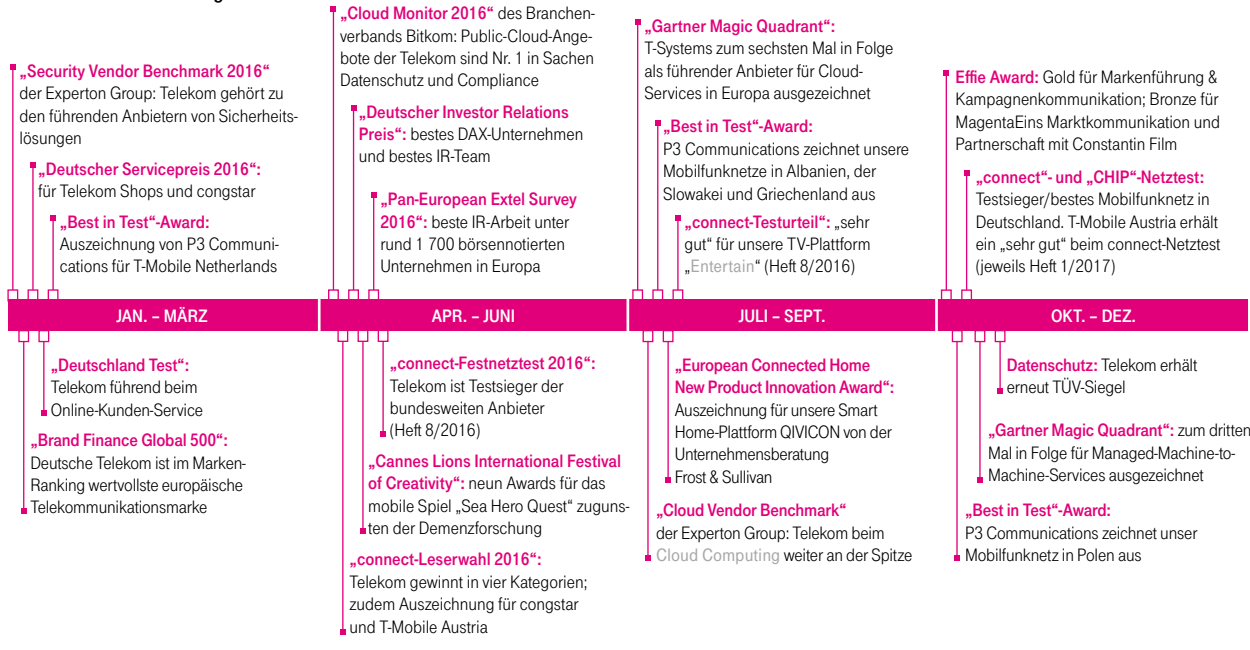 „Security Vendor Benchmark 2016“
der Experton Group: Telekom gehört zu
den führenden Anbietern von Sicherheits-
lösungen
„Deutscher Servicepreis 2016“:
für Telekom Shops und congstar
„Best in Test“-Award:
Auszeichnung von P3 Communi-
cations für T-Mobile Netherlands
„Cloud Monitor 2016“ des Branchen-
verbands Bitkom: Public-Cloud-Ange-
bote der Telekom sind Nr. 1 in Sachen
Datenschutz und Compliance
„Deutscher Investor Relations
Preis“: bestes DAX-Unternehmen
und bestes IR-Team
„Pan-European Extel Survey
2016“: beste IR-Arbeit unter
rund 1 700 börsennotierten
Unternehmen in Europa
„Gartner Magic Quadrant“:
T-Systems zum sechsten Mal in Folge
als führender Anbieter für Cloud-
Services in Europa ausgezeichnet
„Best in Test“-Award:
P3 Communications zeichnet unsere
Mobilfunknetze in Albanien, der
Slowakei und Griechenland aus
„connect-Testurteil“: „sehr
gut“ für unsere TV-Plattform
„Entertain“ (Heft 8/2016)
Effie Award: Gold für Markenführung &
Kampagnenkommunikation; Bronze für
MagentaEins Marktkommunikation und
Partnerschaft mit Constantin Film
„connect“- und „CHIP“-Netztest:
Testsieger/bestes Mobilfunknetz in
Deutschland. T-Mobile Austria erhält
ein „sehr gut“ beim connect-Netztest
(jeweils Heft 1/2017)
JAN. – MÄRZ
APR. – JUNI
JULI – SEPT.
OKT. – DEZ.
„Deutschland Test“:
Telekom führend beim
Online-Kunden-Service
„Brand Finance Global 500“:
Deutsche Telekom ist im Marken-
Ranking wertvollste europäische
Telekommunikationsmarke
„connect-Festnetztest 2016“:
Telekom ist Testsieger der
bundesweiten Anbieter
(Heft 8/2016)
„Cannes Lions International Festival
of Creativity“: neun Awards für das
mobile Spiel „Sea Hero Quest“ zuguns-
ten der Demenzforschung
„connect-Leserwahl 2016“:
Telekom gewinnt in vier Kategorien;
zudem Auszeichnung für congstar
und T-Mobile Austria
„European Connected Home
New Product Innovation Award“:
Auszeichnung für unsere Smart
Home-Plattform QIVICON von der
Unternehmensberatung
Frost & Sullivan
„Cloud Vendor Benchmark“
der Experton Group: Telekom beim
Cloud Computing weiter an der Spitze
Datenschutz: Telekom erhält
erneut TÜV-Siegel
„Gartner Magic Quadrant“: zum dritten
Mal in Folge für Managed-Machine-to-
Machine-Services ausgezeichnet
„Best in Test“-Award:
P3 Communications zeichnet unser
Mobilfunknetz in Polen aus